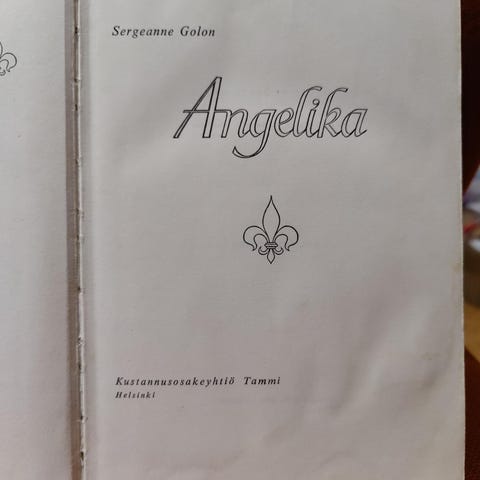 Sergeanne Golon
Angelika
Kustannusosakeyhtiö Tammi
Helsinki